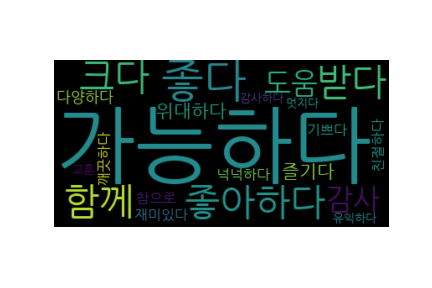 크다
좋다
도움받다
다양하다
감사하다
멋지다
위대하다
가능하다
기쁘다
친절하다
깨끗하다
교훈
넉넉하다
즐기다
함께
참으로
좋아하다
감사
재미있다
유익하다